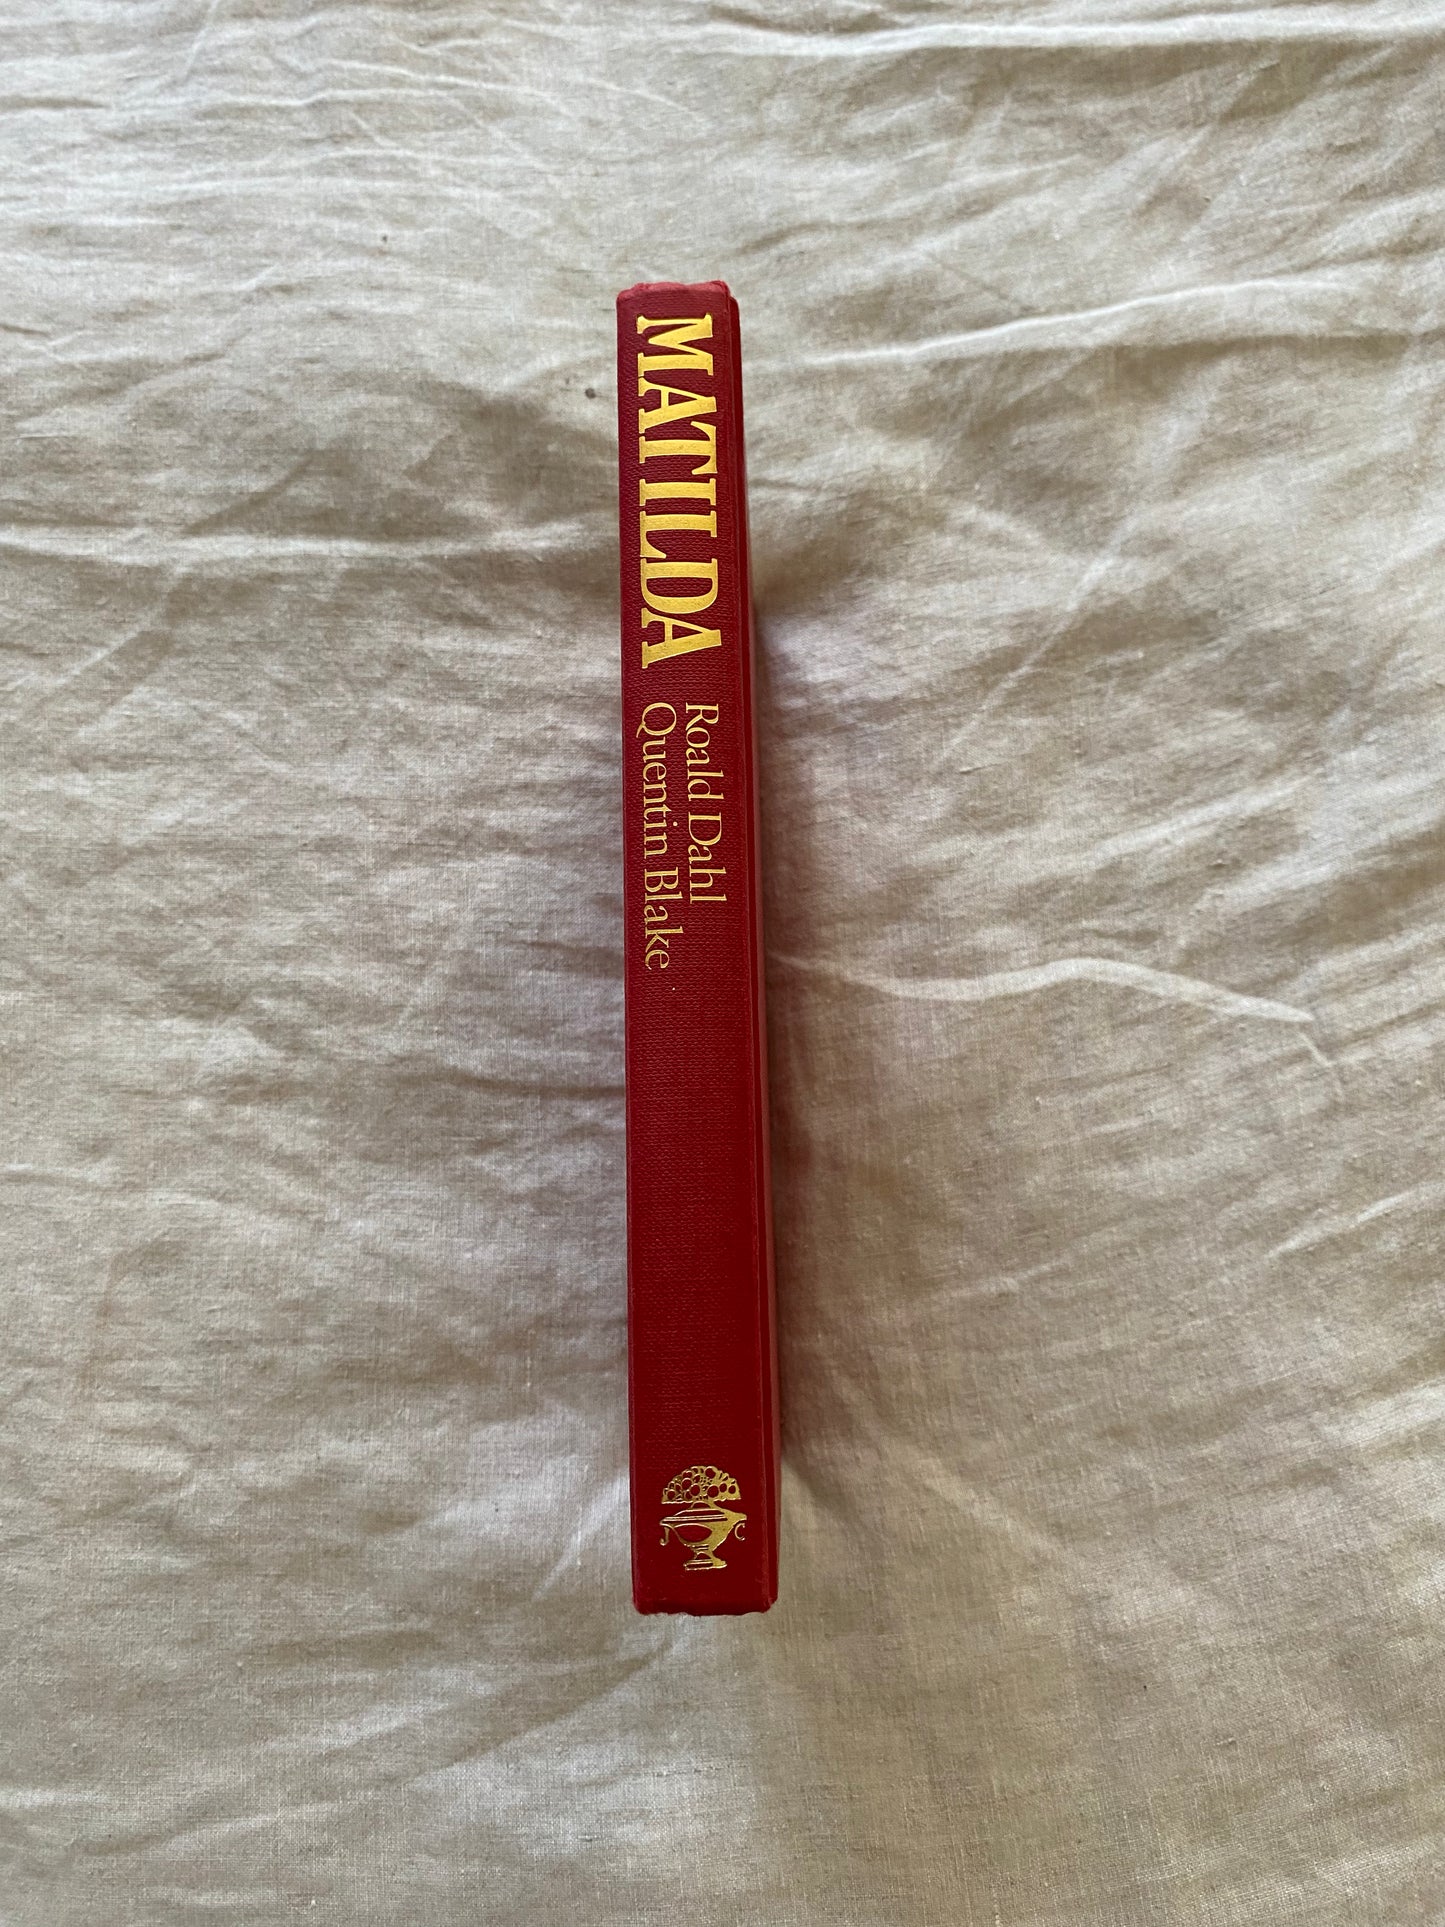 MATILDA
Roald Dahl
Quentin Blake
J C